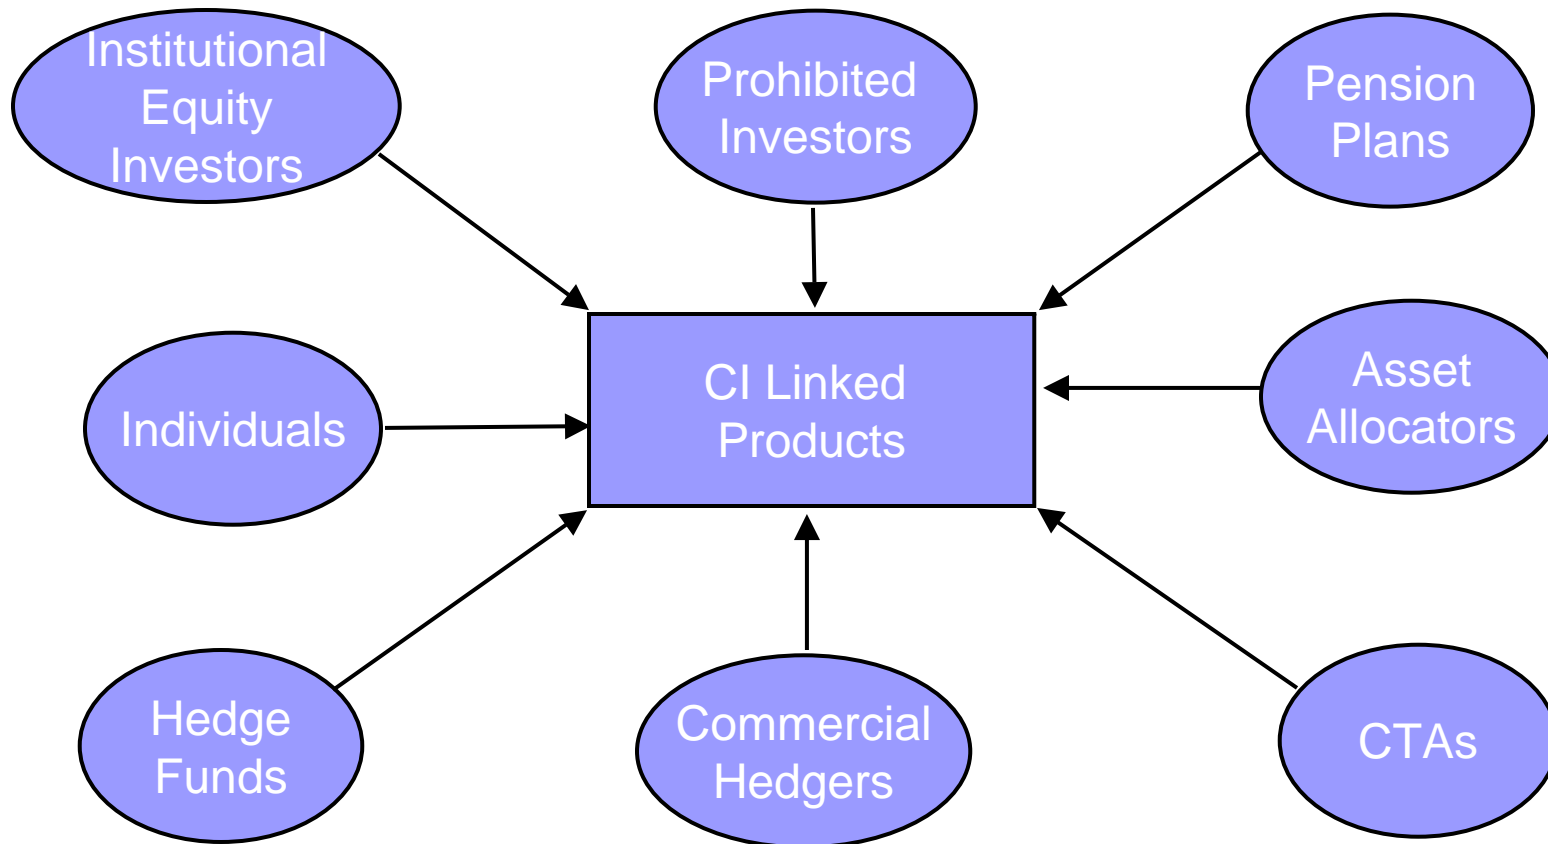 Institutional
Equity
Investors
Prohibited
Investors
Pension
Plans
Individuals
CI Linked
Products
Asset
Allocators
Hedge
Funds
Commercial
Hedgers
CTAs